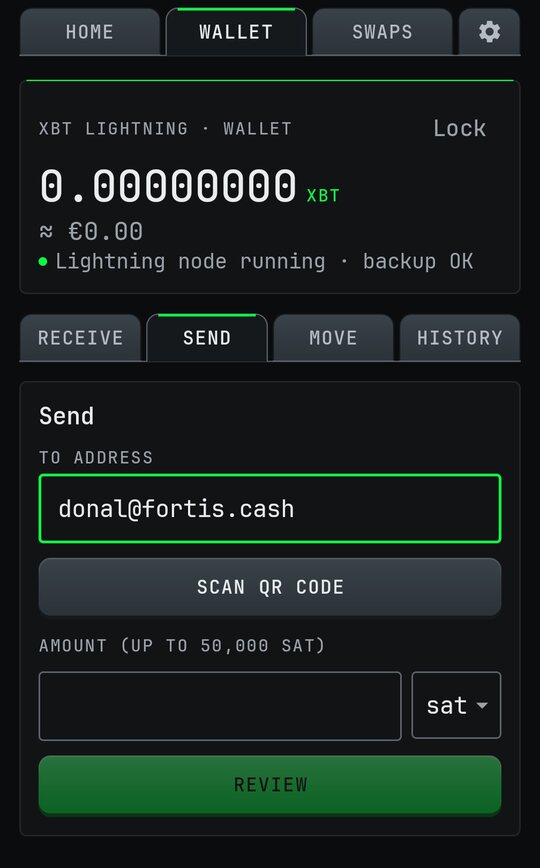 HOME WALLET SWAPS
XBT LIGHTNING · WALLET Lock
0.00000000 XBT
≈ €0.00
Lightning node running · backup OK
RECEIVE SEND MOVE HISTORY
Send
TO ADDRESS
donal@fortis.cash
SCAN QR CODE
AMOUNT (UP TO 50,000 SAT)
sat
REVIEW